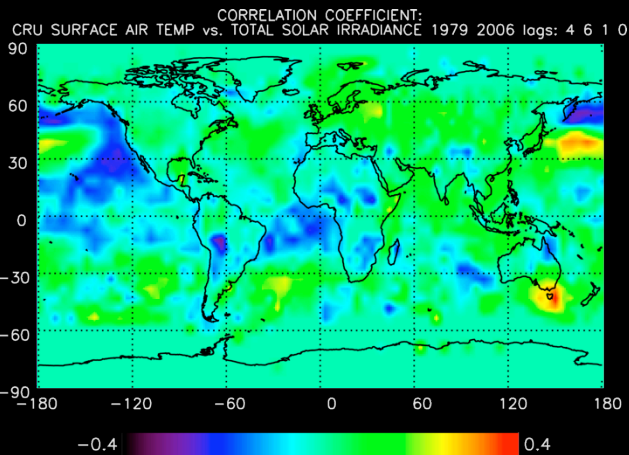 CORRELATION COEFFICIENT:
CRU SURFACE AIR TEMP vs. TOTAL SOLAR IRRADIANCE 1979 2006 lags: 4 6 1 0
90
60
30
0
−30
−60
−90
−180 −120 −60 0 60 120 180
−0.4 0.4